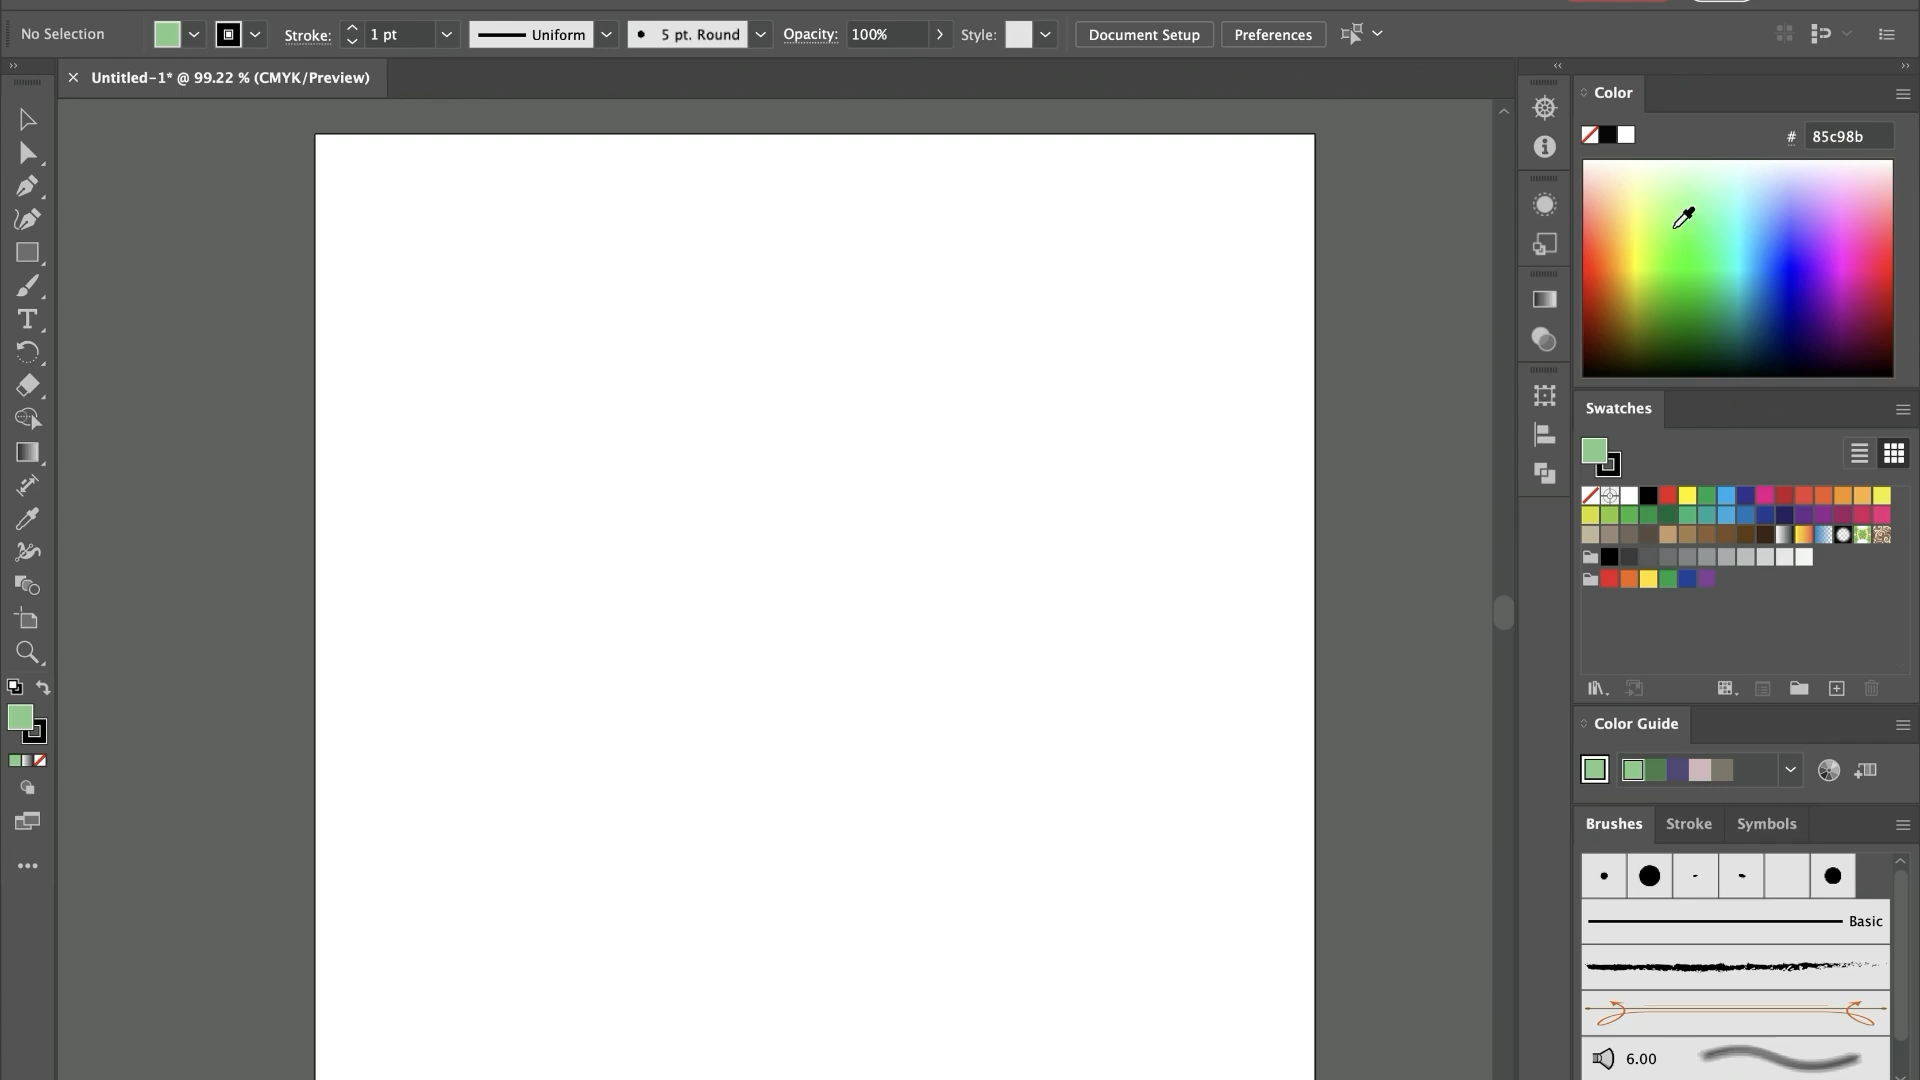 No Selection
Stroke: 1 pt
Uniform
5 pt. Round
Opacity: 100%
Style:
Document Setup
Preferences
Untitled-1* @ 99.22 % (CMYK/Preview)
Color
# 85c98b
Swatches
Color Guide
Brushes Stroke Symbols
Basic
6.00